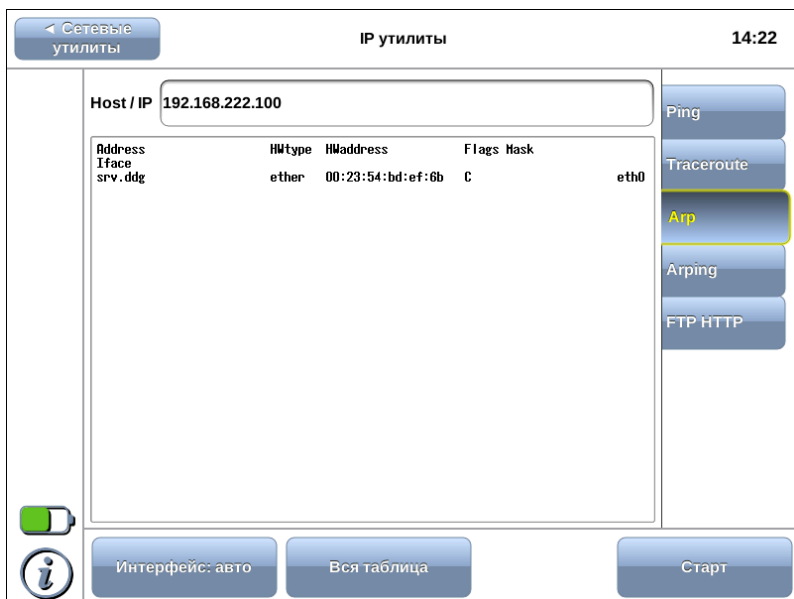 ◄ Сетевые
утилиты
IP утилиты
14:22
Host / IP 192.168.222.100
Address HWtype HWaddress Flags Mask
Iface
srv.ddg ether 00:23:54:bd:ef:6b C eth0
Ping
Traceroute
Arp
Arping
FTP HTTP
i
Интерфейс: авто
Вся таблица
Старт